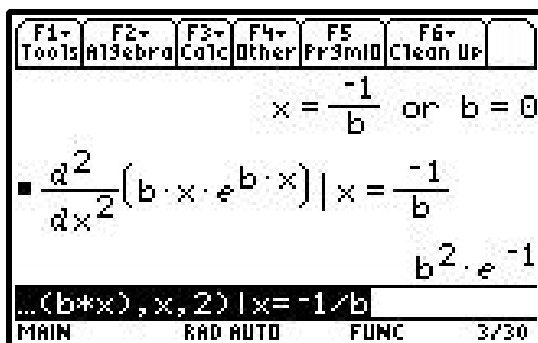 F1▾ Tools F2▾ Algebra F3▾ Calc F4▾ Other F5 PrgmIO F6▾ Clean Up
x = -1/b or b = 0
▪ d²/dx²(b·x·e^(b·x)) | x = -1/b
b²·e^-1
…(b*x),x,2)|x=-1/b
MAIN RAD AUTO FUNC 3/30